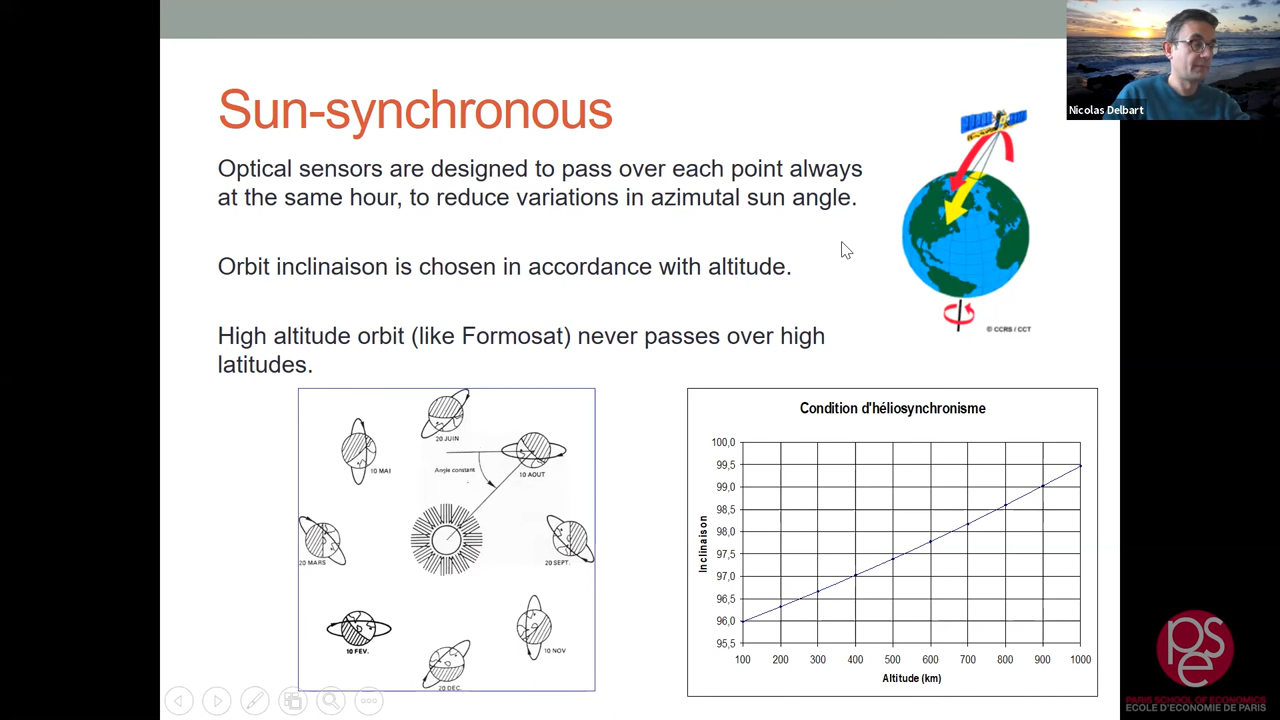 Nicolas Delbart
Sun-synchronous
Optical sensors are designed to pass over each point always
at the same hour, to reduce variations in azimutal sun angle.
Orbit inclinaison is chosen in accordance with altitude.
High altitude orbit (like Formosat) never passes over high
latitudes.
© CCRS / CCT
20 JUIN
10 MAI
Angle constant
10 AOUT
20 MARS
20 SEPT.
10 FEV.
10 NOV
20 DEC.
Condition d'héliosynchronisme
100,0
99,5
99,0
98,5
98,0
97,5
97,0
96,5
96,0
95,5
Inclinaison
100 200 300 400 500 600 700 800 900 1000
Altitude (km)
pse
PARIS SCHOOL OF ECONOMICS
ECOLE D'ECONOMIE DE PARIS